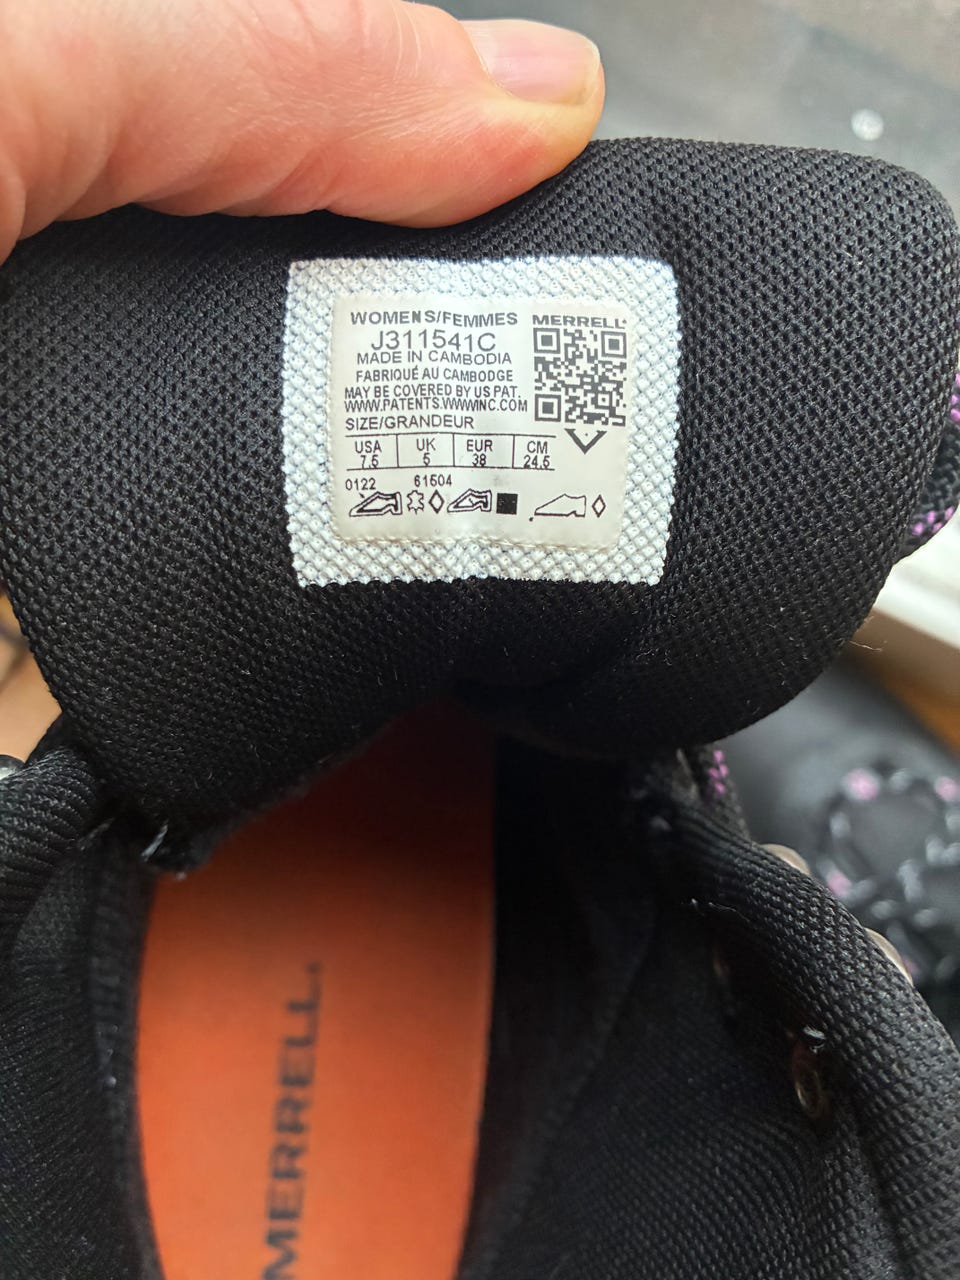 WOMENS/FEMMES MERRELL
J311541C
MADE IN CAMBODIA
FABRIQUÉ AU CAMBODGE
MAY BE COVERED BY US PAT.
WWW.PATENTS.WWWINC.COM
SIZE/GRANDEUR
USA UK EUR CM
7.5 5 38 24.5
0122 61504
MERRELL